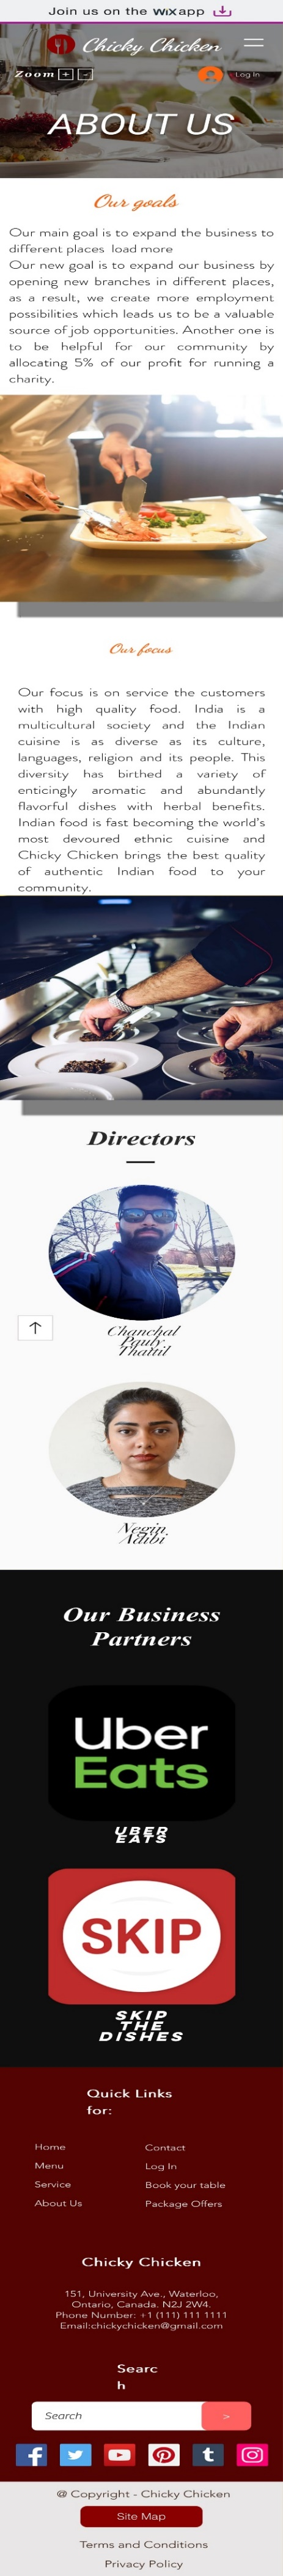 Join us on the WiX app
Chicky Chicken
Zoom + -
Log In
ABOUT US
Our goals
Our main goal is to expand the business to
different places load more
Our new goal is to expand our business by
opening new branches in different places,
as a result, we create more employment
possibilities which leads us to be a valuable
source of job opportunities. Another one is
to be helpful for our community by
allocating 5% of our profit for running a
charity.
Our focus
Our focus is on service the customers
with high quality food. India is a
multicultural society and the Indian
cuisine is as diverse as its culture,
languages, religion and its people. This
diversity has birthed a variety of
enticingly aromatic and abundantly
flavorful dishes with herbal benefits.
Indian food is fast becoming the world's
most devoured ethnic cuisine and
Chicky Chicken brings the best quality
of authentic Indian food to your
community.
Directors
Chanchal
Pauly
Thattil
Negin
Adibi
Our Business
Partners
Uber
Eats
UBER
EATS
SKIP
SKIP
THE
DISHES
Quick Links
for:
Home
Menu
Service
About Us
Contact
Log In
Book your table
Package Offers
Chicky Chicken
151, University Ave., Waterloo,
Ontario, Canada. N2J 2W4.
Phone Number: +1 (111) 111 1111
Email:chickychicken@gmail.com
Searc
h
Search >
@ Copyright - Chicky Chicken
Site Map
Terms and Conditions
Privacy Policy